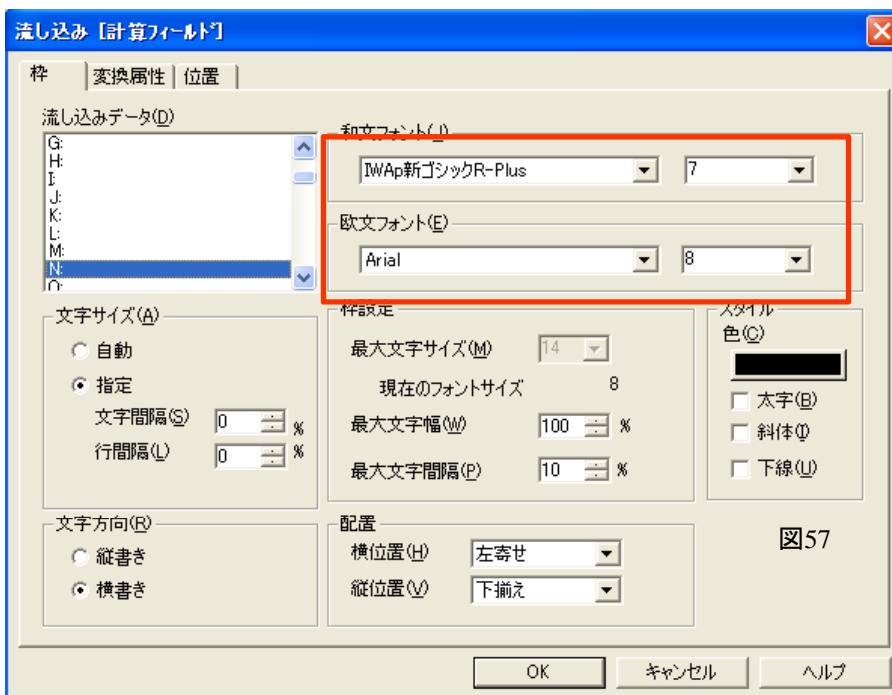 流し込み [計算フィールド]
枠 変換属性 位置
流し込みデータ(D)
G:
H:
I:
J:
K:
L:
M:
N:
O:
和文フォント(J)
IWAp新ゴシックR-Plus 7
欧文フォント(E)
Arial 8
文字サイズ(A)
自動
指定
文字間隔(S) 0 %
行間隔(L) 0 %
枠設定
最大文字サイズ(M) 14
現在のフォントサイズ 8
最大文字幅(W) 100 %
最大文字間隔(P) 10 %
スタイル
色(C)
太字(B)
斜体(I)
下線(U)
文字方向(R)
縦書き
横書き
配置
横位置(H) 左寄せ
縦位置(V) 下揃え
図57
OK キャンセル ヘルプ